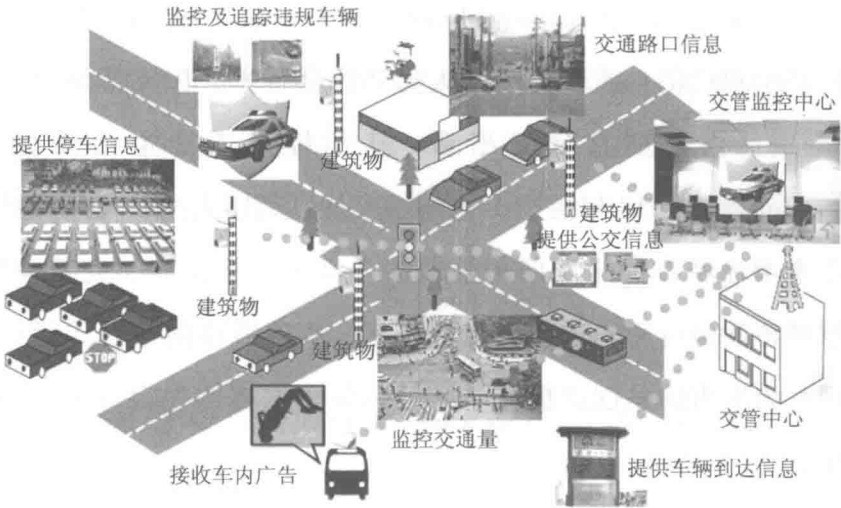 监控及追踪违规车辆
交通路口信息
交管监控中心
提供停车信息
建筑物
建筑物
提供公交信息
建筑物
建筑物
STOP
交管中心
监控交通量
接收车内广告
提供车辆到达信息